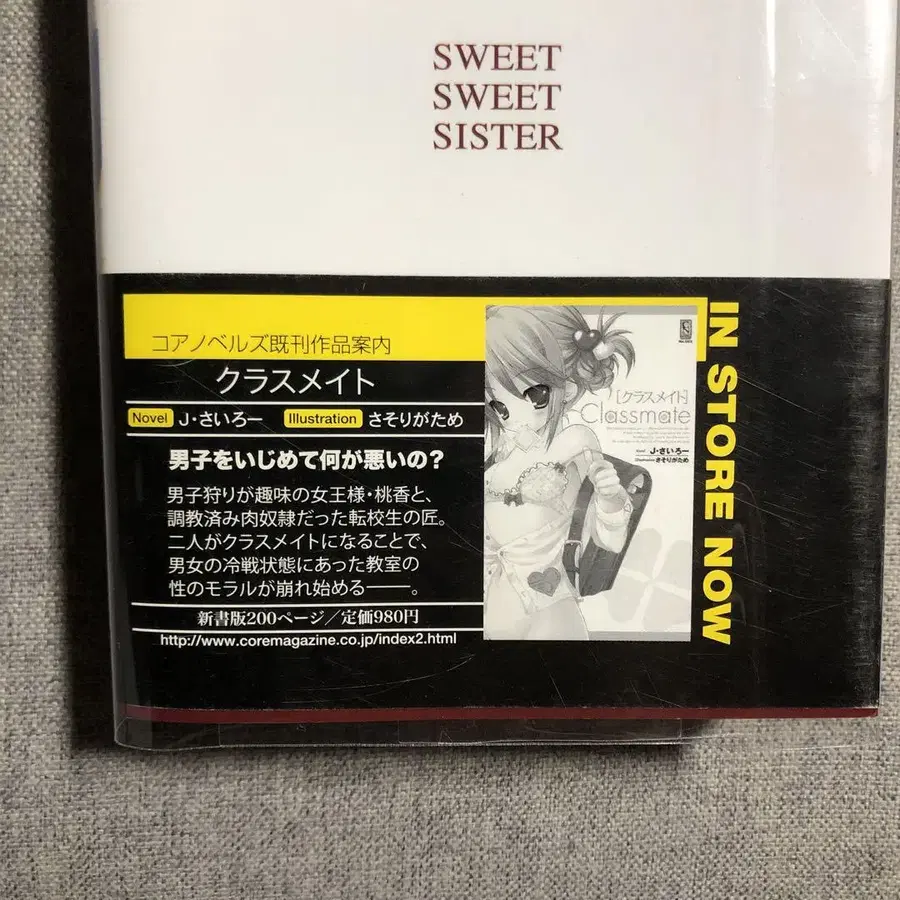 SWEET
SWEET
SISTER
コアノベルズ既刊作品案内
クラスメイト
Novel J・さいろー Illustration さそりがため
男子をいじめて何が悪いの？
男子狩りが趣味の女王様・桃香と、
調教済み肉奴隷だった転校生の匠。
二人がクラスメイトになることで、
男女の冷戦状態にあった教室の
性のモラルが崩れ始める――。
新書版200ページ／定価980円
http://www.coremagazine.co.jp/index2.html
[クラスメイト]
Classmate
Novel J・さいろー
Illustration さそりがため
IN STORE NOW